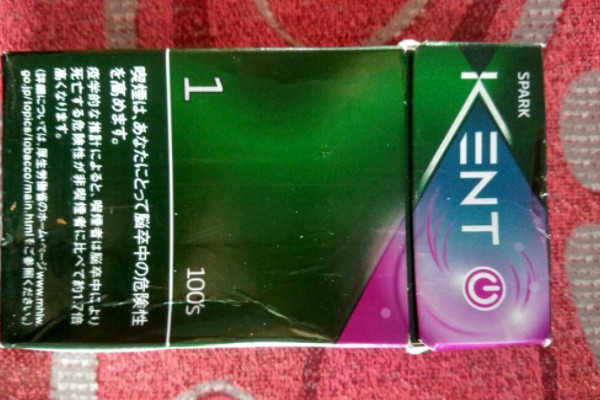 SPARK
KENT
1
100's
喫煙は、あなたにとって脳卒中の危険性
を高めます。
疫学的な推計によると、喫煙者は脳卒中により
死亡する危険性が非喫煙者に比べて約1.7倍
高くなります。
(詳細については、厚生労働省のホームページwww.mhlw.
go.jp/topics/tobacco/main.htmlをご参照ください。)